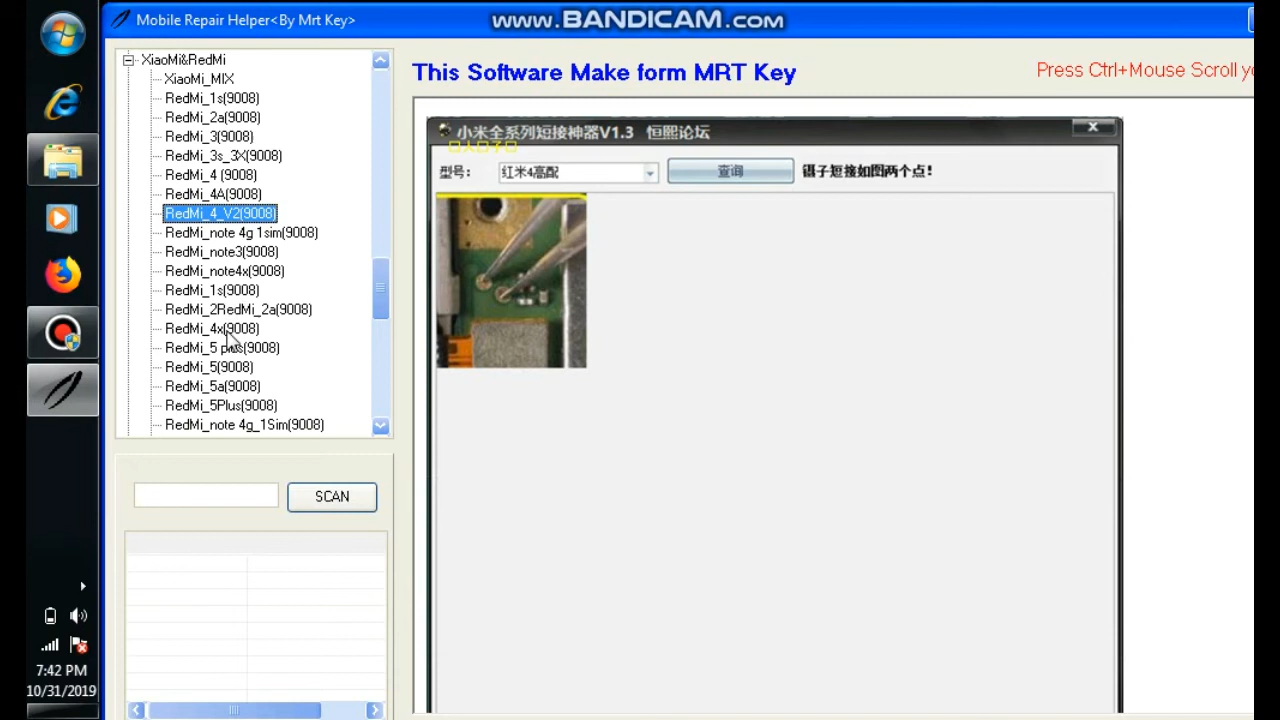 Mobile Repair Helper<By Mrt Key>
www.BANDICAM.com
XiaoMi&RedMi
XiaoMi_MIX
RedMi_1s(9008)
RedMi_2a(9008)
RedMi_3(9008)
RedMi_3s_3X(9008)
RedMi_4 (9008)
RedMi_4A(9008)
RedMi_4_V2(9008)
RedMi_note 4g 1sim(9008)
RedMi_note3(9008)
RedMi_note4x(9008)
RedMi_1s(9008)
RedMi_2RedMi_2a(9008)
RedMi_4x(9008)
RedMi_5 plus(9008)
RedMi_5(9008)
RedMi_5a(9008)
RedMi_5Plus(9008)
RedMi_note 4g_1Sim(9008)
SCAN
This Software Make form MRT Key
Press Ctrl+Mouse Scroll
小米全系列短接神器V1.3 恒熙论坛
型号： 红米4高配 查询 镊子短接如图两个点！
7:42 PM
10/31/2019